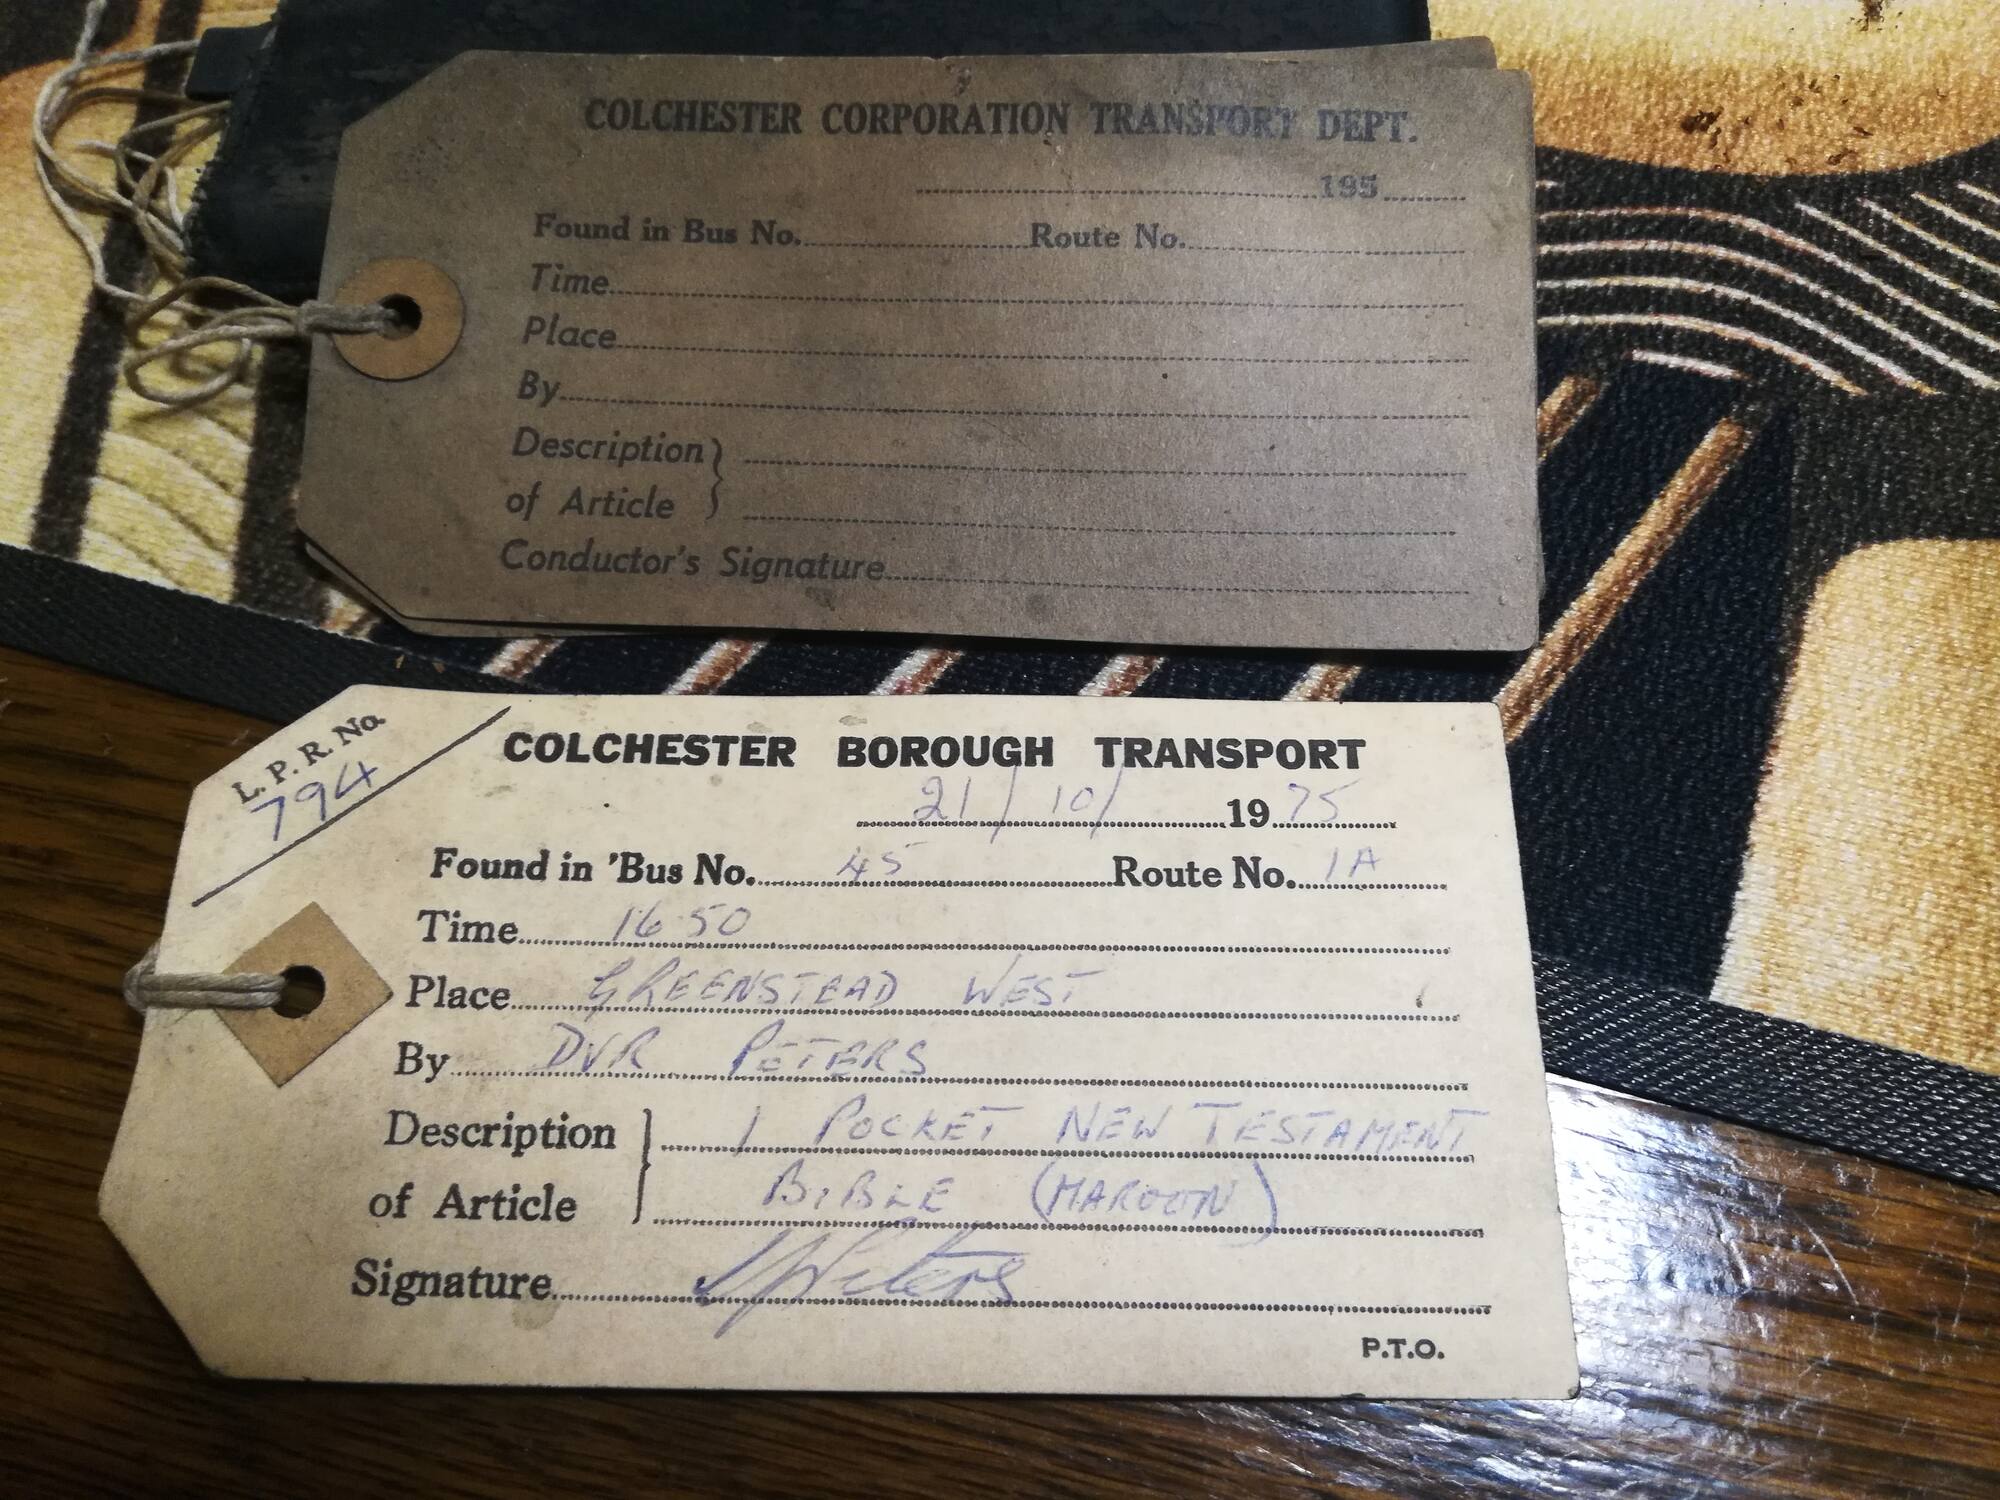 COLCHESTER CORPORATION TRANSPORT DEPT.
195
Found in Bus No. Route No.
Time
Place
By
Description
of Article
Conductor's Signature
L. P. R. No.
794
COLCHESTER BOROUGH TRANSPORT
21/10/ 1975
Found in 'Bus No. 45 Route No. 1A
Time 16 50
Place GREENSTEAD WEST
By DVR PETERS
Description 1 POCKET NEW TESTAMENT
of Article BIBLE (MAROON)
Signature
P.T.O.